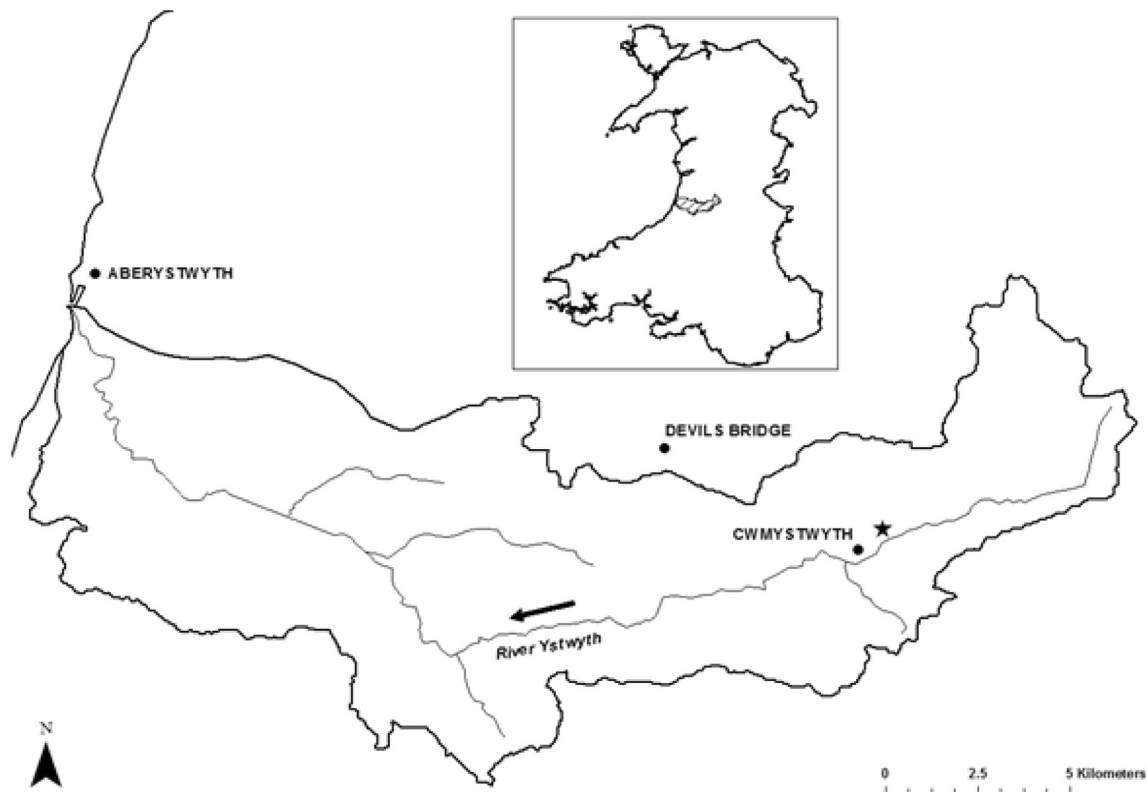 ABERYSTWYTH
DEVILS BRIDGE
CWMYSTWYTH
River Ystwyth
N
0 2.5 5 Kilometers